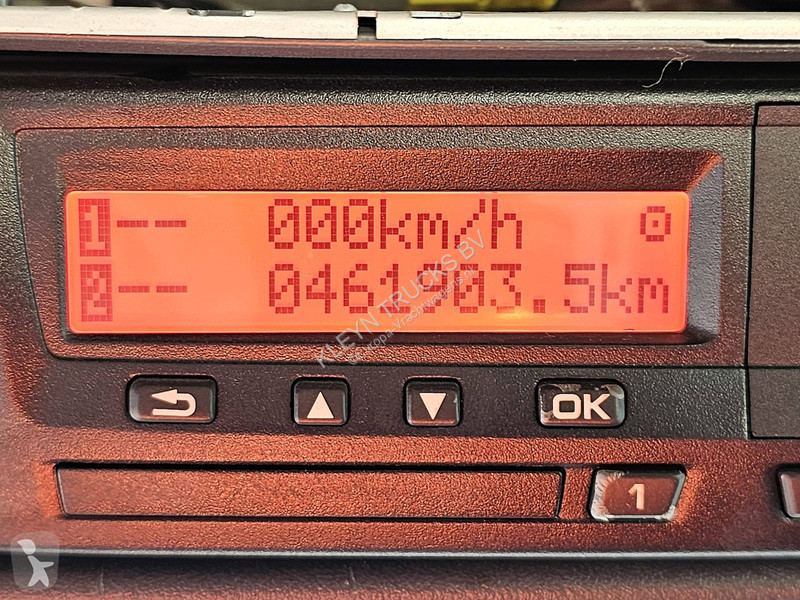 1-- 000km/h
0-- 0461903.5km
KLEYN TRUCKS BV
OK
1